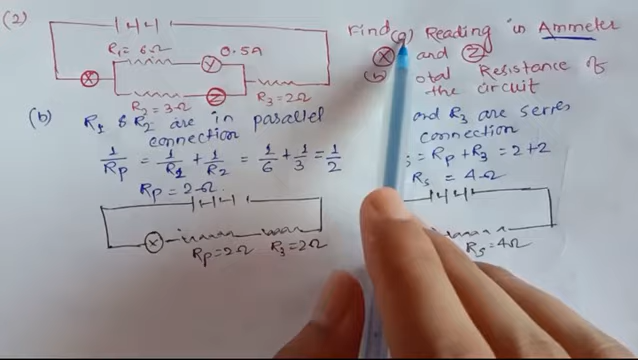 (2)
R1 = 6Ω
Y
0.5A
X
R2 = 3Ω
Z
R3 = 2Ω
Find (a) Reading in Ammeter
X and Z
(b) otal Resistance of
the circuit
(b) R1 & R2 are in parallel
connection
1/Rp = 1/R1 + 1/R2 = 1/6 + 1/3 = 1/2
Rp = 2Ω.
X
Rp = 2Ω R3 = 2Ω
and R3 are series
connection
= Rp + R3 = 2 + 2
Rs = 4Ω
Rs = 4Ω